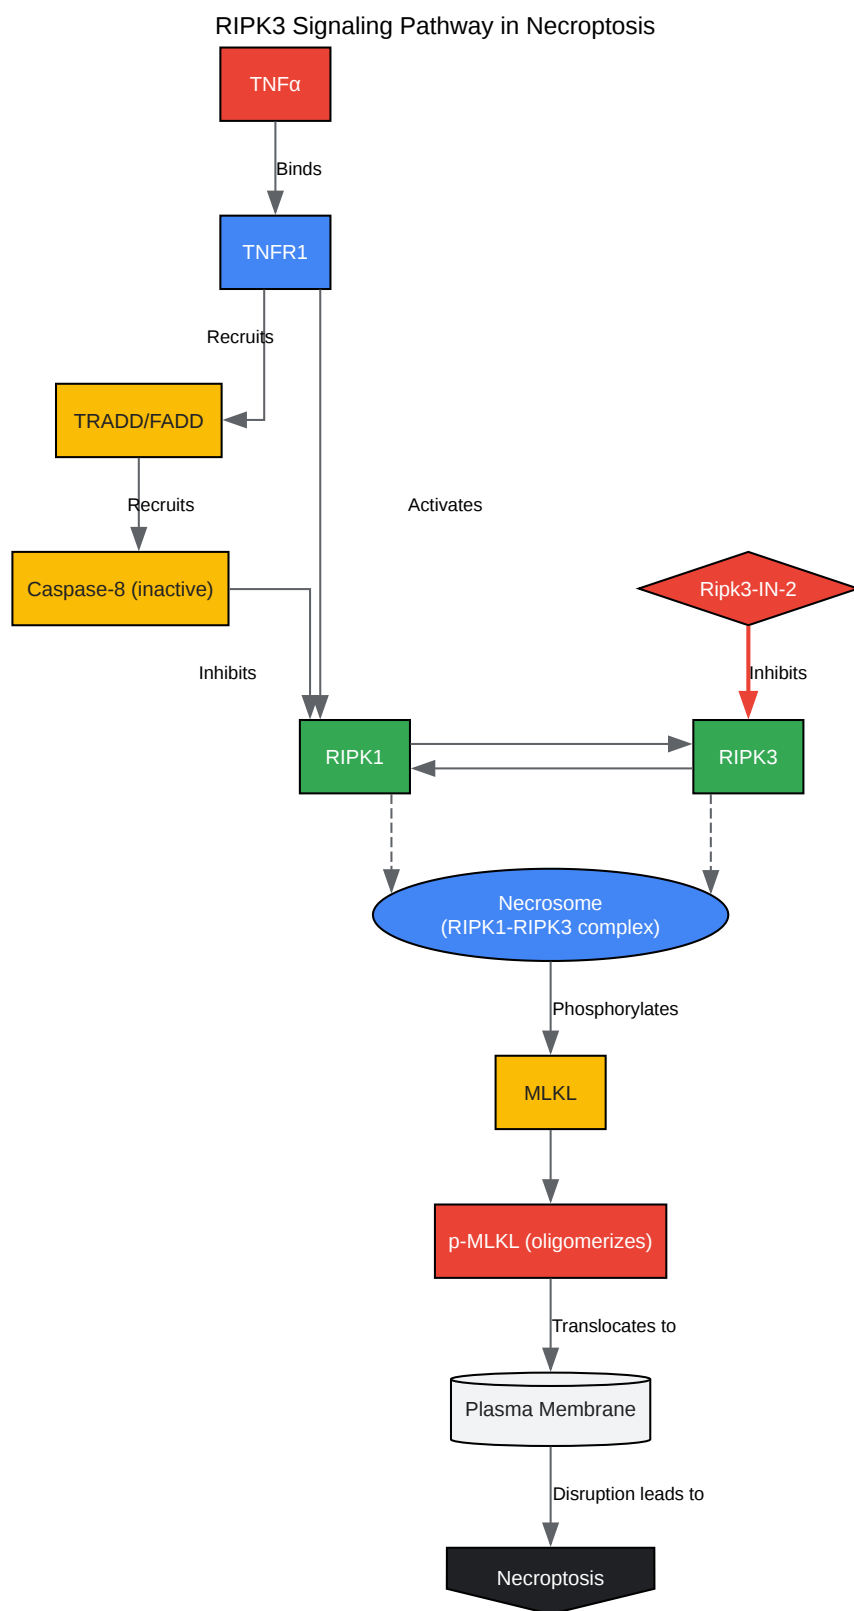 RIPK3 Signaling Pathway in Necroptosis
TNFα
Binds
TNFR1
Recruits
TRADD/FADD
Recruits
Activates
Caspase-8 (inactive)
Ripk3-IN-2
Inhibits
Inhibits
RIPK1
RIPK3
Necrosome
(RIPK1-RIPK3 complex)
Phosphorylates
MLKL
p-MLKL (oligomerizes)
Translocates to
Plasma Membrane
Disruption leads to
Necroptosis